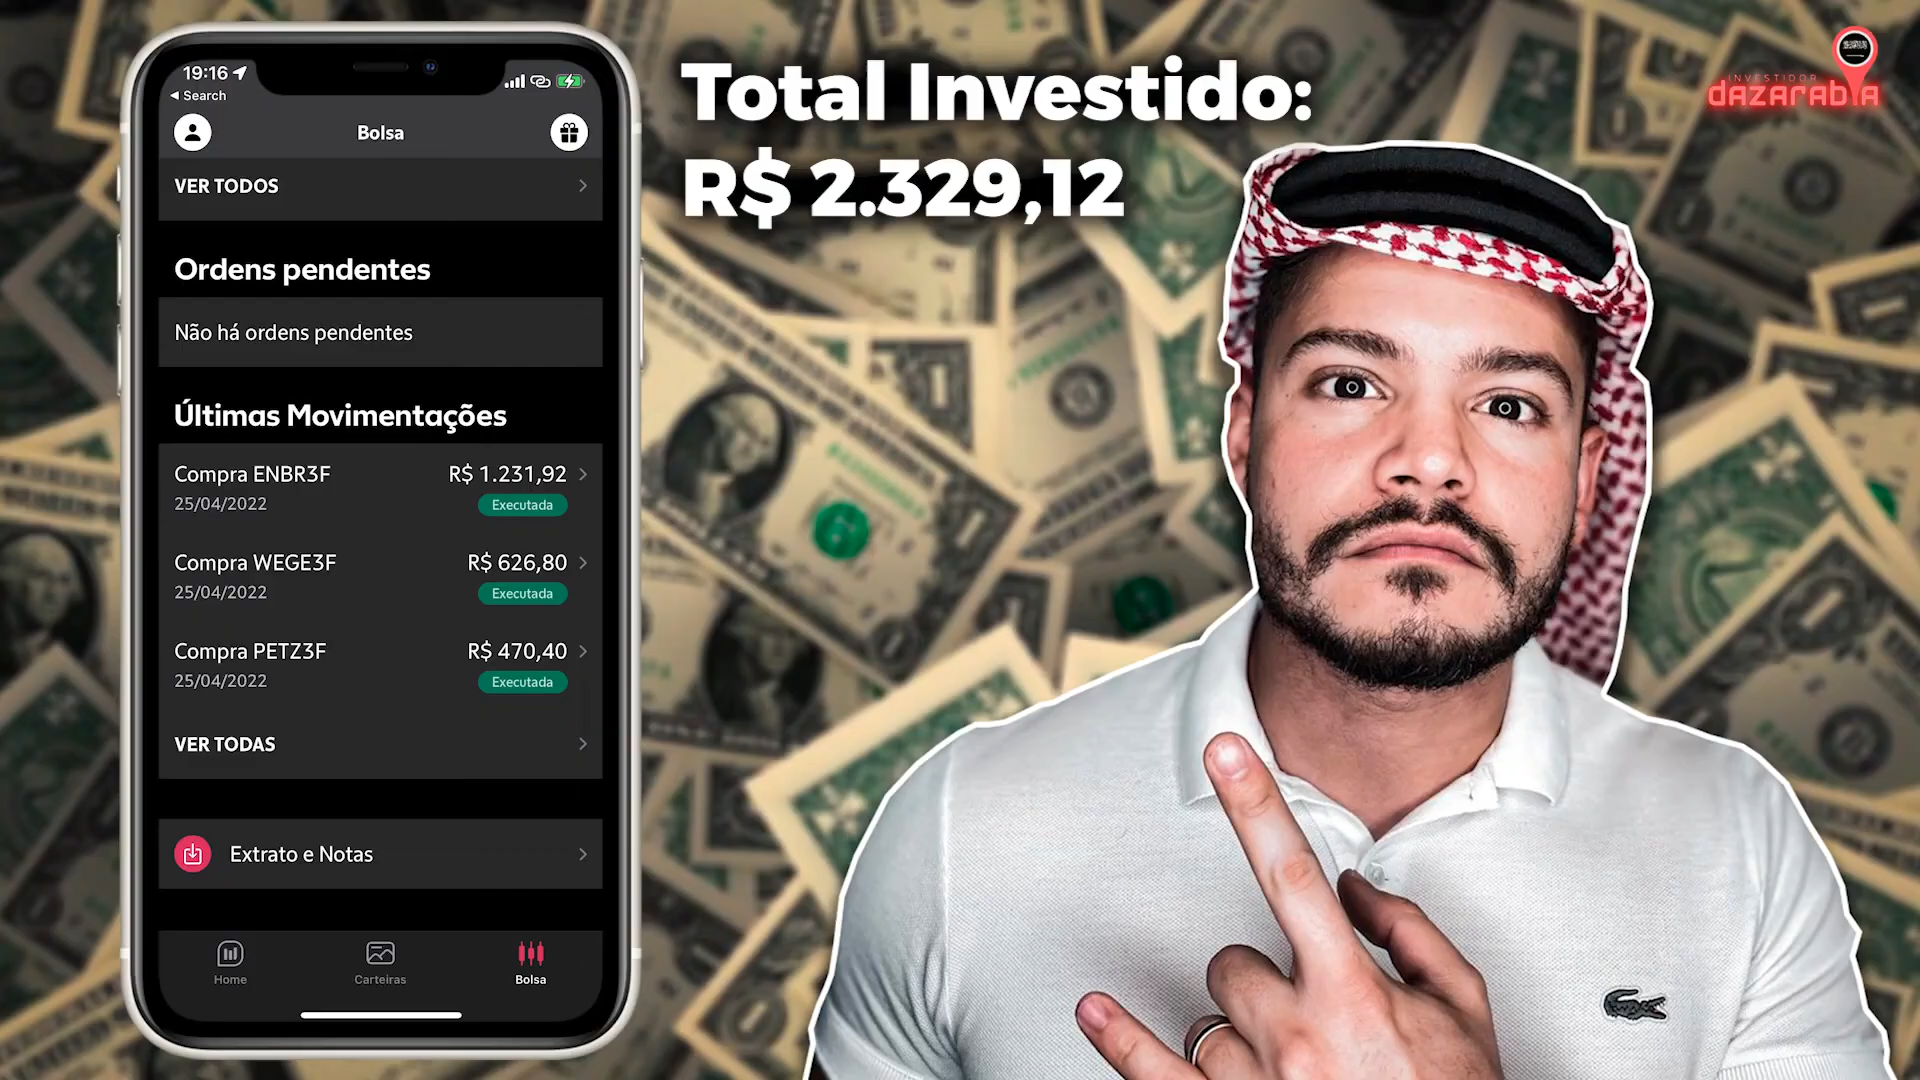 19:16
◀ Search
Bolsa
VER TODOS
Ordens pendentes
Não há ordens pendentes
Últimas Movimentações
Compra ENBR3F R$ 1.231,92
25/04/2022 Executada
Compra WEGE3F R$ 626,80
25/04/2022 Executada
Compra PETZ3F R$ 470,40
25/04/2022 Executada
VER TODAS
Extrato e Notas
Home Carteiras Bolsa
Total Investido:
R$ 2.329,12
INVESTIDOR
dazarabia